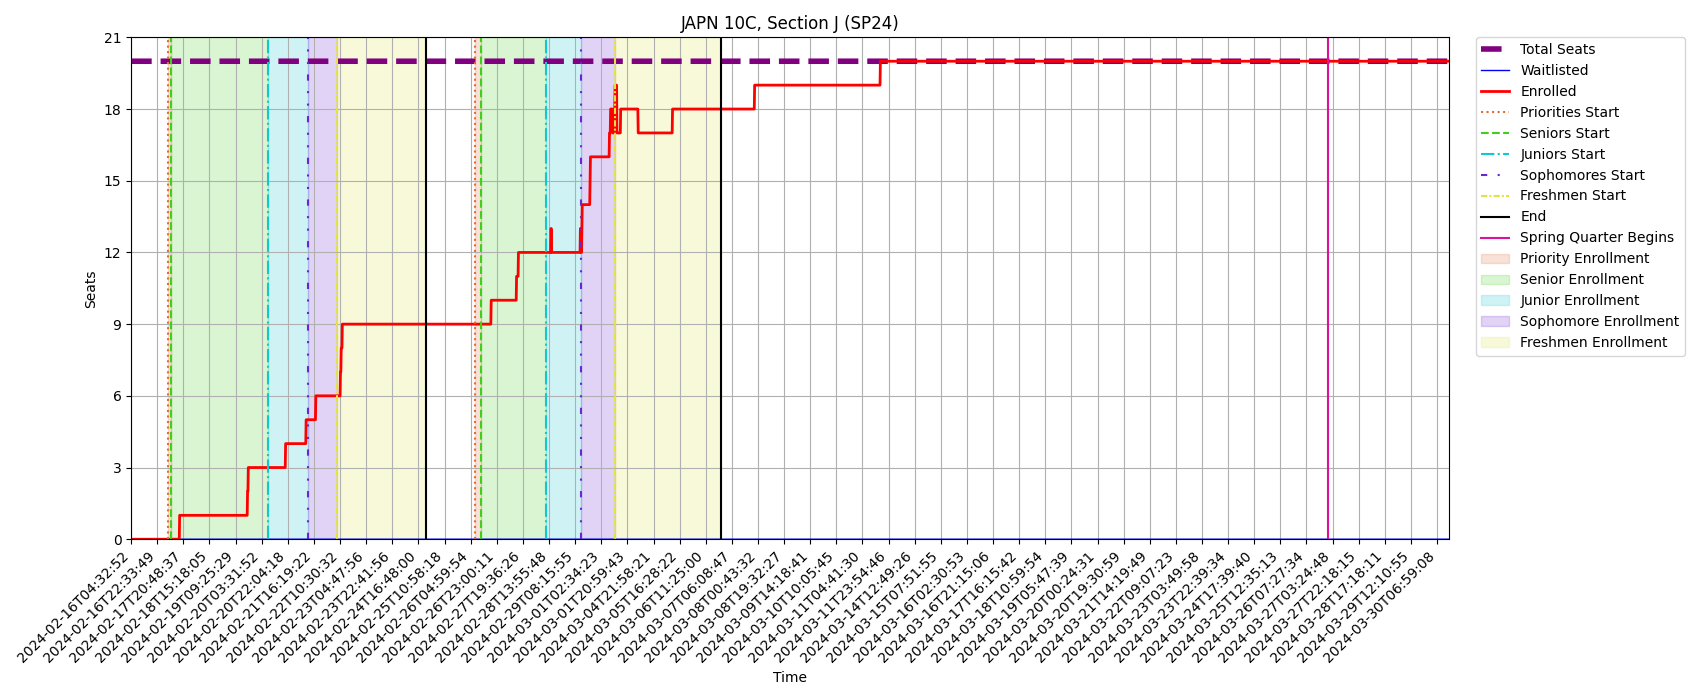 JAPN 10C, Section J (SP24)
Seats
21
18
15
12
9
6
3
0
2024-02-16T04:32:52
2024-02-16T22:33:49
2024-02-17T20:48:37
2024-02-18T15:18:05
2024-02-19T09:25:29
2024-02-20T03:31:52
2024-02-20T22:04:18
2024-02-21T16:19:22
2024-02-22T10:30:32
2024-02-23T04:47:56
2024-02-23T22:41:56
2024-02-24T16:48:00
2024-02-25T10:58:18
2024-02-26T04:59:54
2024-02-26T23:00:11
2024-02-27T19:36:26
2024-02-28T13:55:48
2024-02-29T08:15:55
2024-03-01T02:34:23
2024-03-01T20:59:43
2024-03-04T21:58:21
2024-03-05T16:28:22
2024-03-06T11:25:00
2024-03-07T06:08:47
2024-03-08T00:43:32
2024-03-08T19:32:27
2024-03-09T14:18:41
2024-03-10T10:05:45
2024-03-11T04:41:30
2024-03-11T23:54:46
2024-03-14T12:49:26
2024-03-15T07:51:55
2024-03-16T02:30:53
2024-03-16T21:15:06
2024-03-17T16:15:42
2024-03-18T10:59:54
2024-03-19T05:47:39
2024-03-20T00:24:31
2024-03-20T19:30:59
2024-03-21T14:19:49
2024-03-22T09:07:23
2024-03-23T03:49:58
2024-03-23T22:39:34
2024-03-24T17:39:40
2024-03-25T12:35:13
2024-03-26T07:27:34
2024-03-27T03:24:48
2024-03-27T22:18:15
2024-03-28T17:18:11
2024-03-29T12:10:55
2024-03-30T06:59:08
Time
Total Seats
Waitlisted
Enrolled
Priorities Start
Seniors Start
Juniors Start
Sophomores Start
Freshmen Start
End
Spring Quarter Begins
Priority Enrollment
Senior Enrollment
Junior Enrollment
Sophomore Enrollment
Freshmen Enrollment